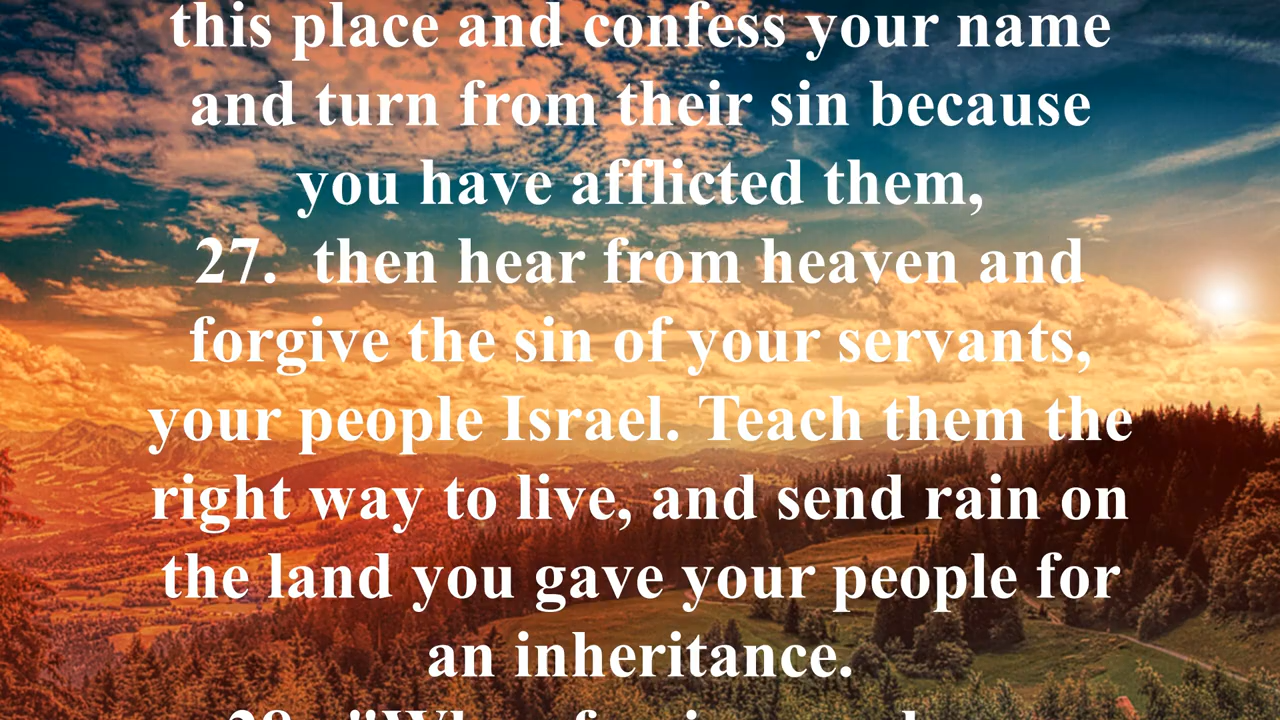 this place and confess your name
and turn from their sin because
you have afflicted them,
27. then hear from heaven and
forgive the sin of your servants,
your people Israel. Teach them the
right way to live, and send rain on
the land you gave your people for
an inheritance.